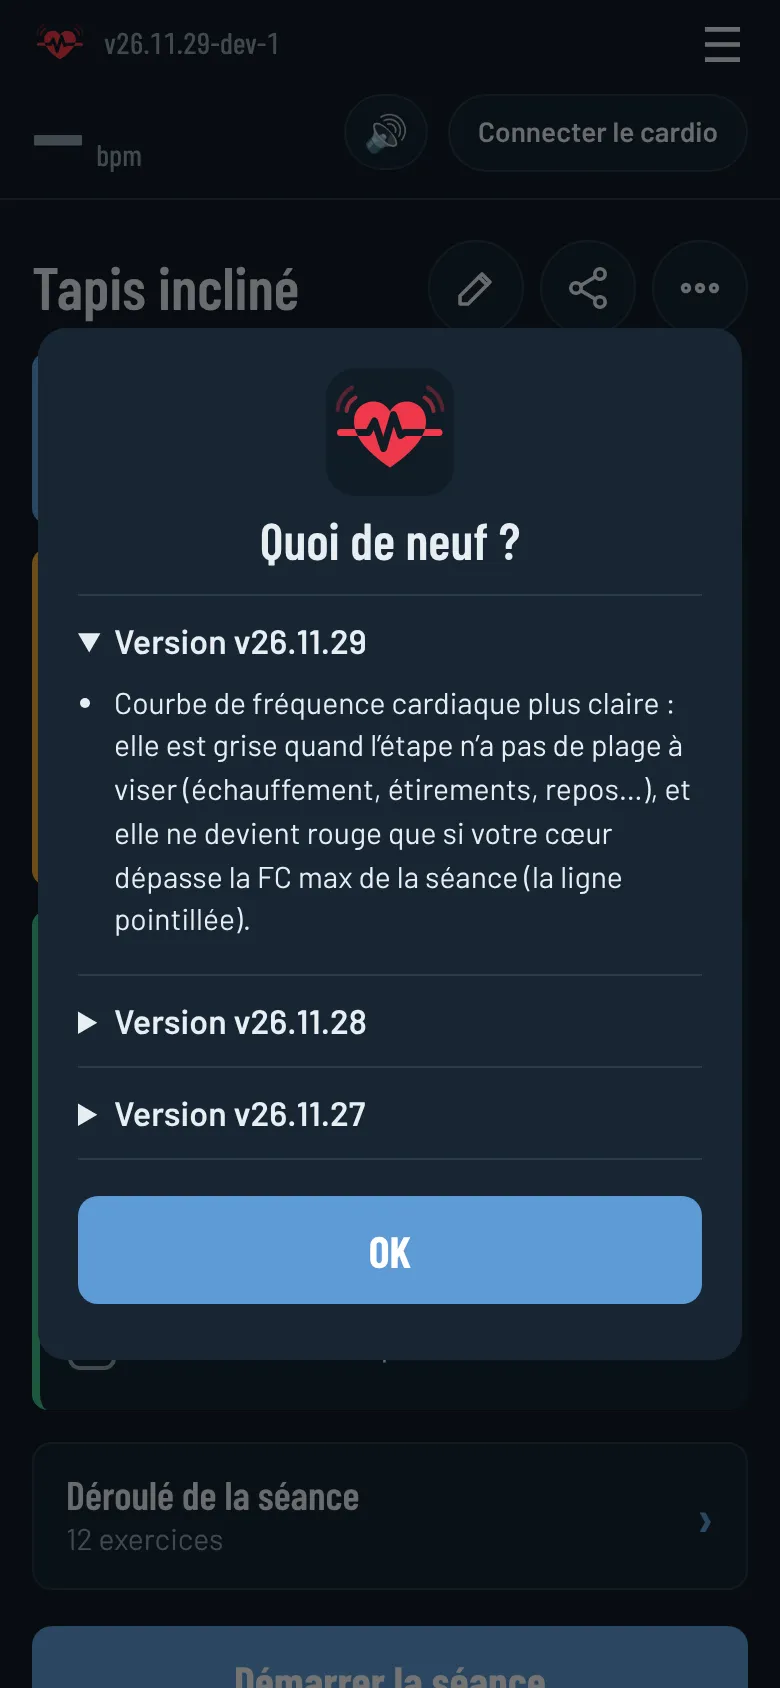 v26.11.29-dev-1
bpm
Connecter le cardio
Tapis incliné
Quoi de neuf ?
Version v26.11.29
• Courbe de fréquence cardiaque plus claire :
elle est grise quand l’étape n’a pas de plage à
viser (échauffement, étirements, repos…), et
elle ne devient rouge que si votre cœur
dépasse la FC max de la séance (la ligne
pointillée).
Version v26.11.28
Version v26.11.27
OK
Déroulé de la séance
12 exercices
Démarrer la séance